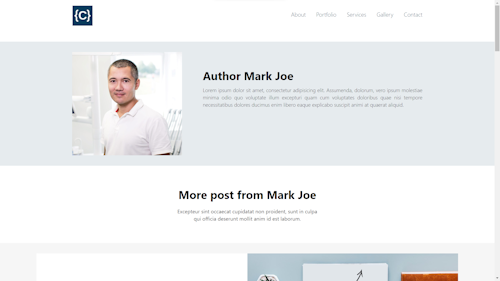 {C}
About Portfolio Services Gallery Contact
Author Mark Joe
Lorem ipsum dolor sit amet, consectetur adipisicing elit. Assumenda, dolorum, vero ipsum molestiae
minima odio quo voluptate illum excepturi quam cum voluptates doloribus quae nisi tempore
necessitatibus dolores ducimus enim libero eaque explicabo suscipit animi at quaerat aliquid.
More post from Mark Joe
Excepteur sint occaecat cupidatat non proident, sunt in culpa
qui officia deserunt mollit anim id est laborum.